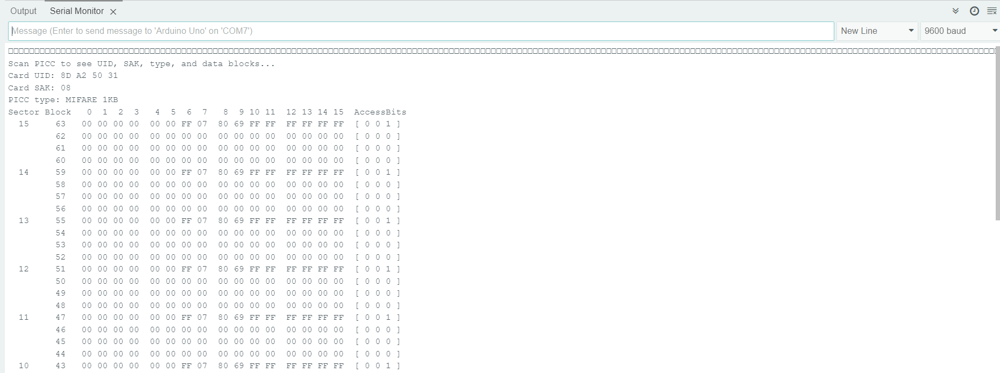 Output Serial Monitor
Message (Enter to send message to 'Arduino Uno' on 'COM7') New Line 9600 baud
Scan PICC to see UID, SAK, type, and data blocks...
Card UID: 8D A2 50 31
Card SAK: 08
PICC type: MIFARE 1KB
Sector Block 0 1 2 3 4 5 6 7 8 9 10 11 12 13 14 15 AccessBits
15 63 00 00 00 00 00 00 FF 07 80 69 FF FF FF FF FF FF [ 0 0 1 ]
62 00 00 00 00 00 00 00 00 00 00 00 00 00 00 00 00 [ 0 0 0 ]
61 00 00 00 00 00 00 00 00 00 00 00 00 00 00 00 00 [ 0 0 0 ]
60 00 00 00 00 00 00 00 00 00 00 00 00 00 00 00 00 [ 0 0 0 ]
14 59 00 00 00 00 00 00 FF 07 80 69 FF FF FF FF FF FF [ 0 0 1 ]
58 00 00 00 00 00 00 00 00 00 00 00 00 00 00 00 00 [ 0 0 0 ]
57 00 00 00 00 00 00 00 00 00 00 00 00 00 00 00 00 [ 0 0 0 ]
56 00 00 00 00 00 00 00 00 00 00 00 00 00 00 00 00 [ 0 0 0 ]
13 55 00 00 00 00 00 00 FF 07 80 69 FF FF FF FF FF FF [ 0 0 1 ]
54 00 00 00 00 00 00 00 00 00 00 00 00 00 00 00 00 [ 0 0 0 ]
53 00 00 00 00 00 00 00 00 00 00 00 00 00 00 00 00 [ 0 0 0 ]
52 00 00 00 00 00 00 00 00 00 00 00 00 00 00 00 00 [ 0 0 0 ]
12 51 00 00 00 00 00 00 FF 07 80 69 FF FF FF FF FF FF [ 0 0 1 ]
50 00 00 00 00 00 00 00 00 00 00 00 00 00 00 00 00 [ 0 0 0 ]
49 00 00 00 00 00 00 00 00 00 00 00 00 00 00 00 00 [ 0 0 0 ]
48 00 00 00 00 00 00 00 00 00 00 00 00 00 00 00 00 [ 0 0 0 ]
11 47 00 00 00 00 00 00 FF 07 80 69 FF FF FF FF FF FF [ 0 0 1 ]
46 00 00 00 00 00 00 00 00 00 00 00 00 00 00 00 00 [ 0 0 0 ]
45 00 00 00 00 00 00 00 00 00 00 00 00 00 00 00 00 [ 0 0 0 ]
44 00 00 00 00 00 00 00 00 00 00 00 00 00 00 00 00 [ 0 0 0 ]
10 43 00 00 00 00 00 00 FF 07 80 69 FF FF FF FF FF FF [ 0 0 1 ]